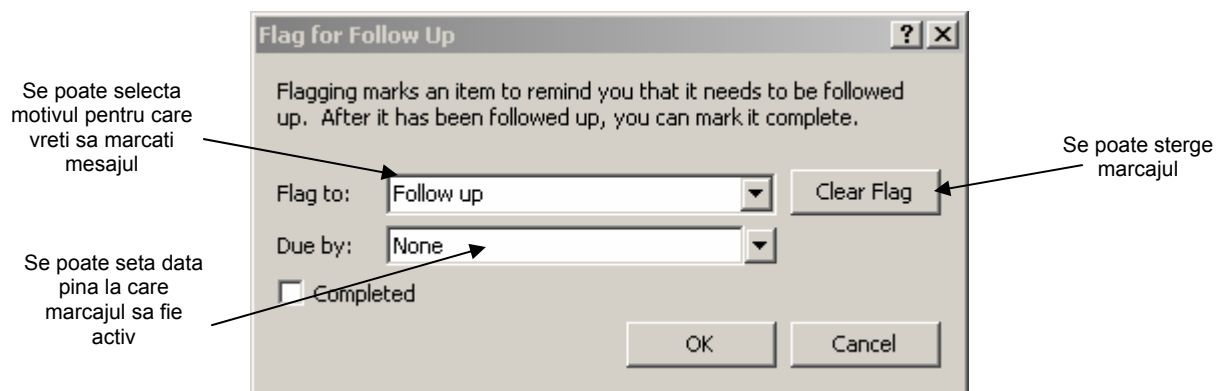 Flag for Follow Up
Se poate selecta
motivul pentru care
vreti sa marcati
mesajul
Flagging marks an item to remind you that it needs to be followed
up. After it has been followed up, you can mark it complete.
Se poate sterge
marcajul
Flag to: Follow up Clear Flag
Due by: None
Se poate seta data
pina la care
marcajul sa fie
activ
Completed
OK Cancel